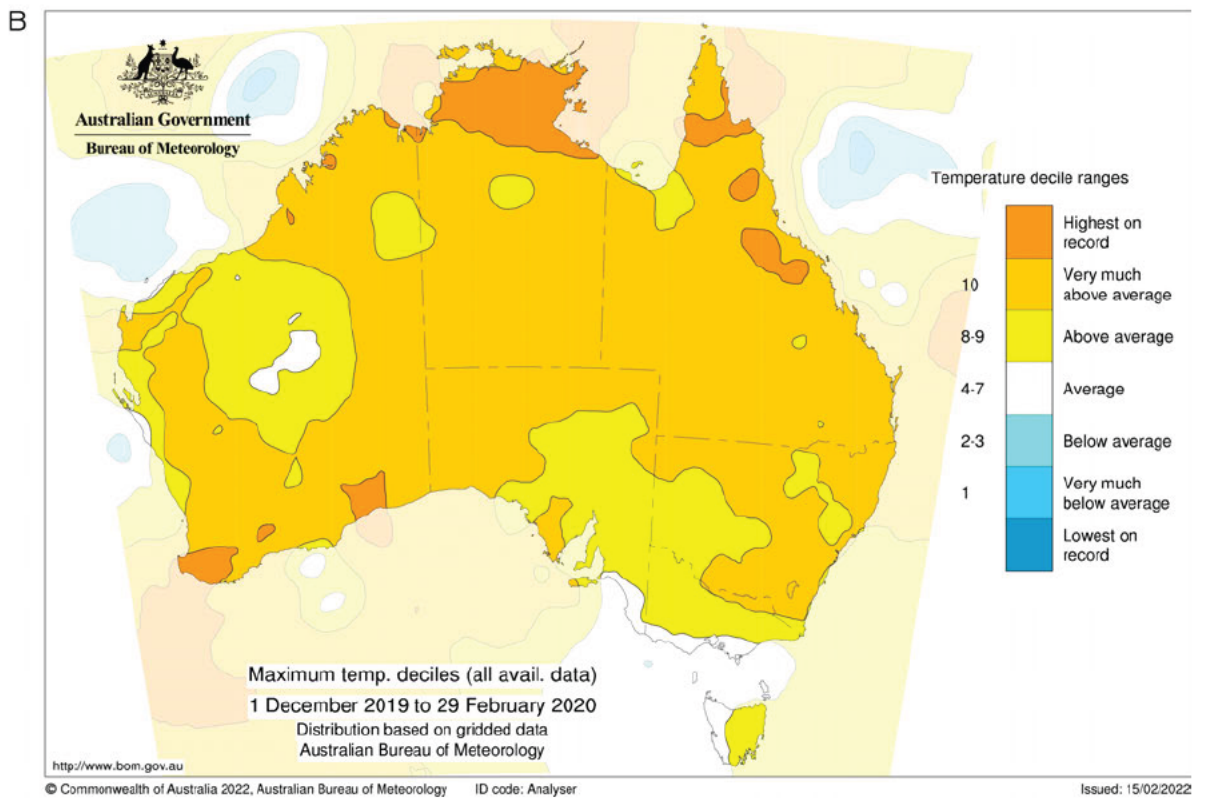 B
Australian Government
Bureau of Meteorology
Temperature decile ranges
Highest on
record
10
Very much
above average
8-9
Above average
4-7
Average
2-3
Below average
1
Very much
below average
Lowest on
record
Maximum temp. deciles (all avail. data)
1 December 2019 to 29 February 2020
Distribution based on gridded data
Australian Bureau of Meteorology
http://www.bom.gov.au
© Commonwealth of Australia 2022, Australian Bureau of Meteorology ID code: Analyser Issued: 15/02/2022